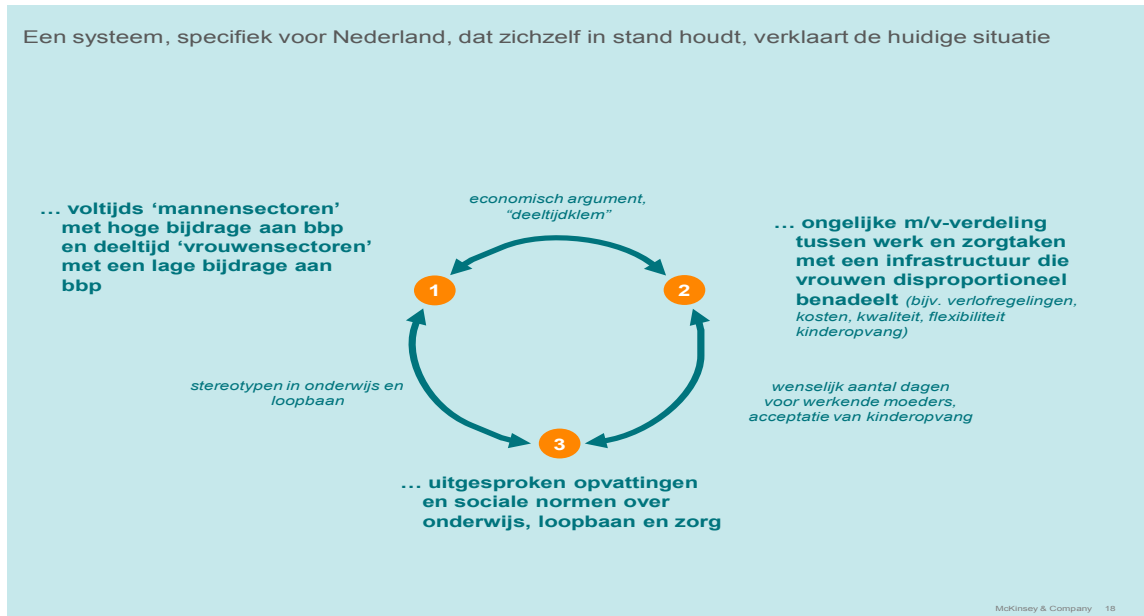 Een systeem, specifiek voor Nederland, dat zichzelf in stand houdt, verklaart de huidige situatie
economisch argument,
“deeltijdklem”
… voltijds ‘mannensectoren’
met hoge bijdrage aan bbp
en deeltijd ‘vrouwensectoren’
met een lage bijdrage aan
bbp
1
2
… ongelijke m/v-verdeling
tussen werk en zorgtaken
met een infrastructuur die
vrouwen disproportioneel
benadeelt (bijv. verlofregelingen,
kosten, kwaliteit, flexibiliteit
kinderopvang)
stereotypen in onderwijs en
loopbaan
wenselijk aantal dagen
voor werkende moeders,
acceptatie van kinderopvang
3
… uitgesproken opvattingen
en sociale normen over
onderwijs, loopbaan en zorg
McKinsey & Company 18